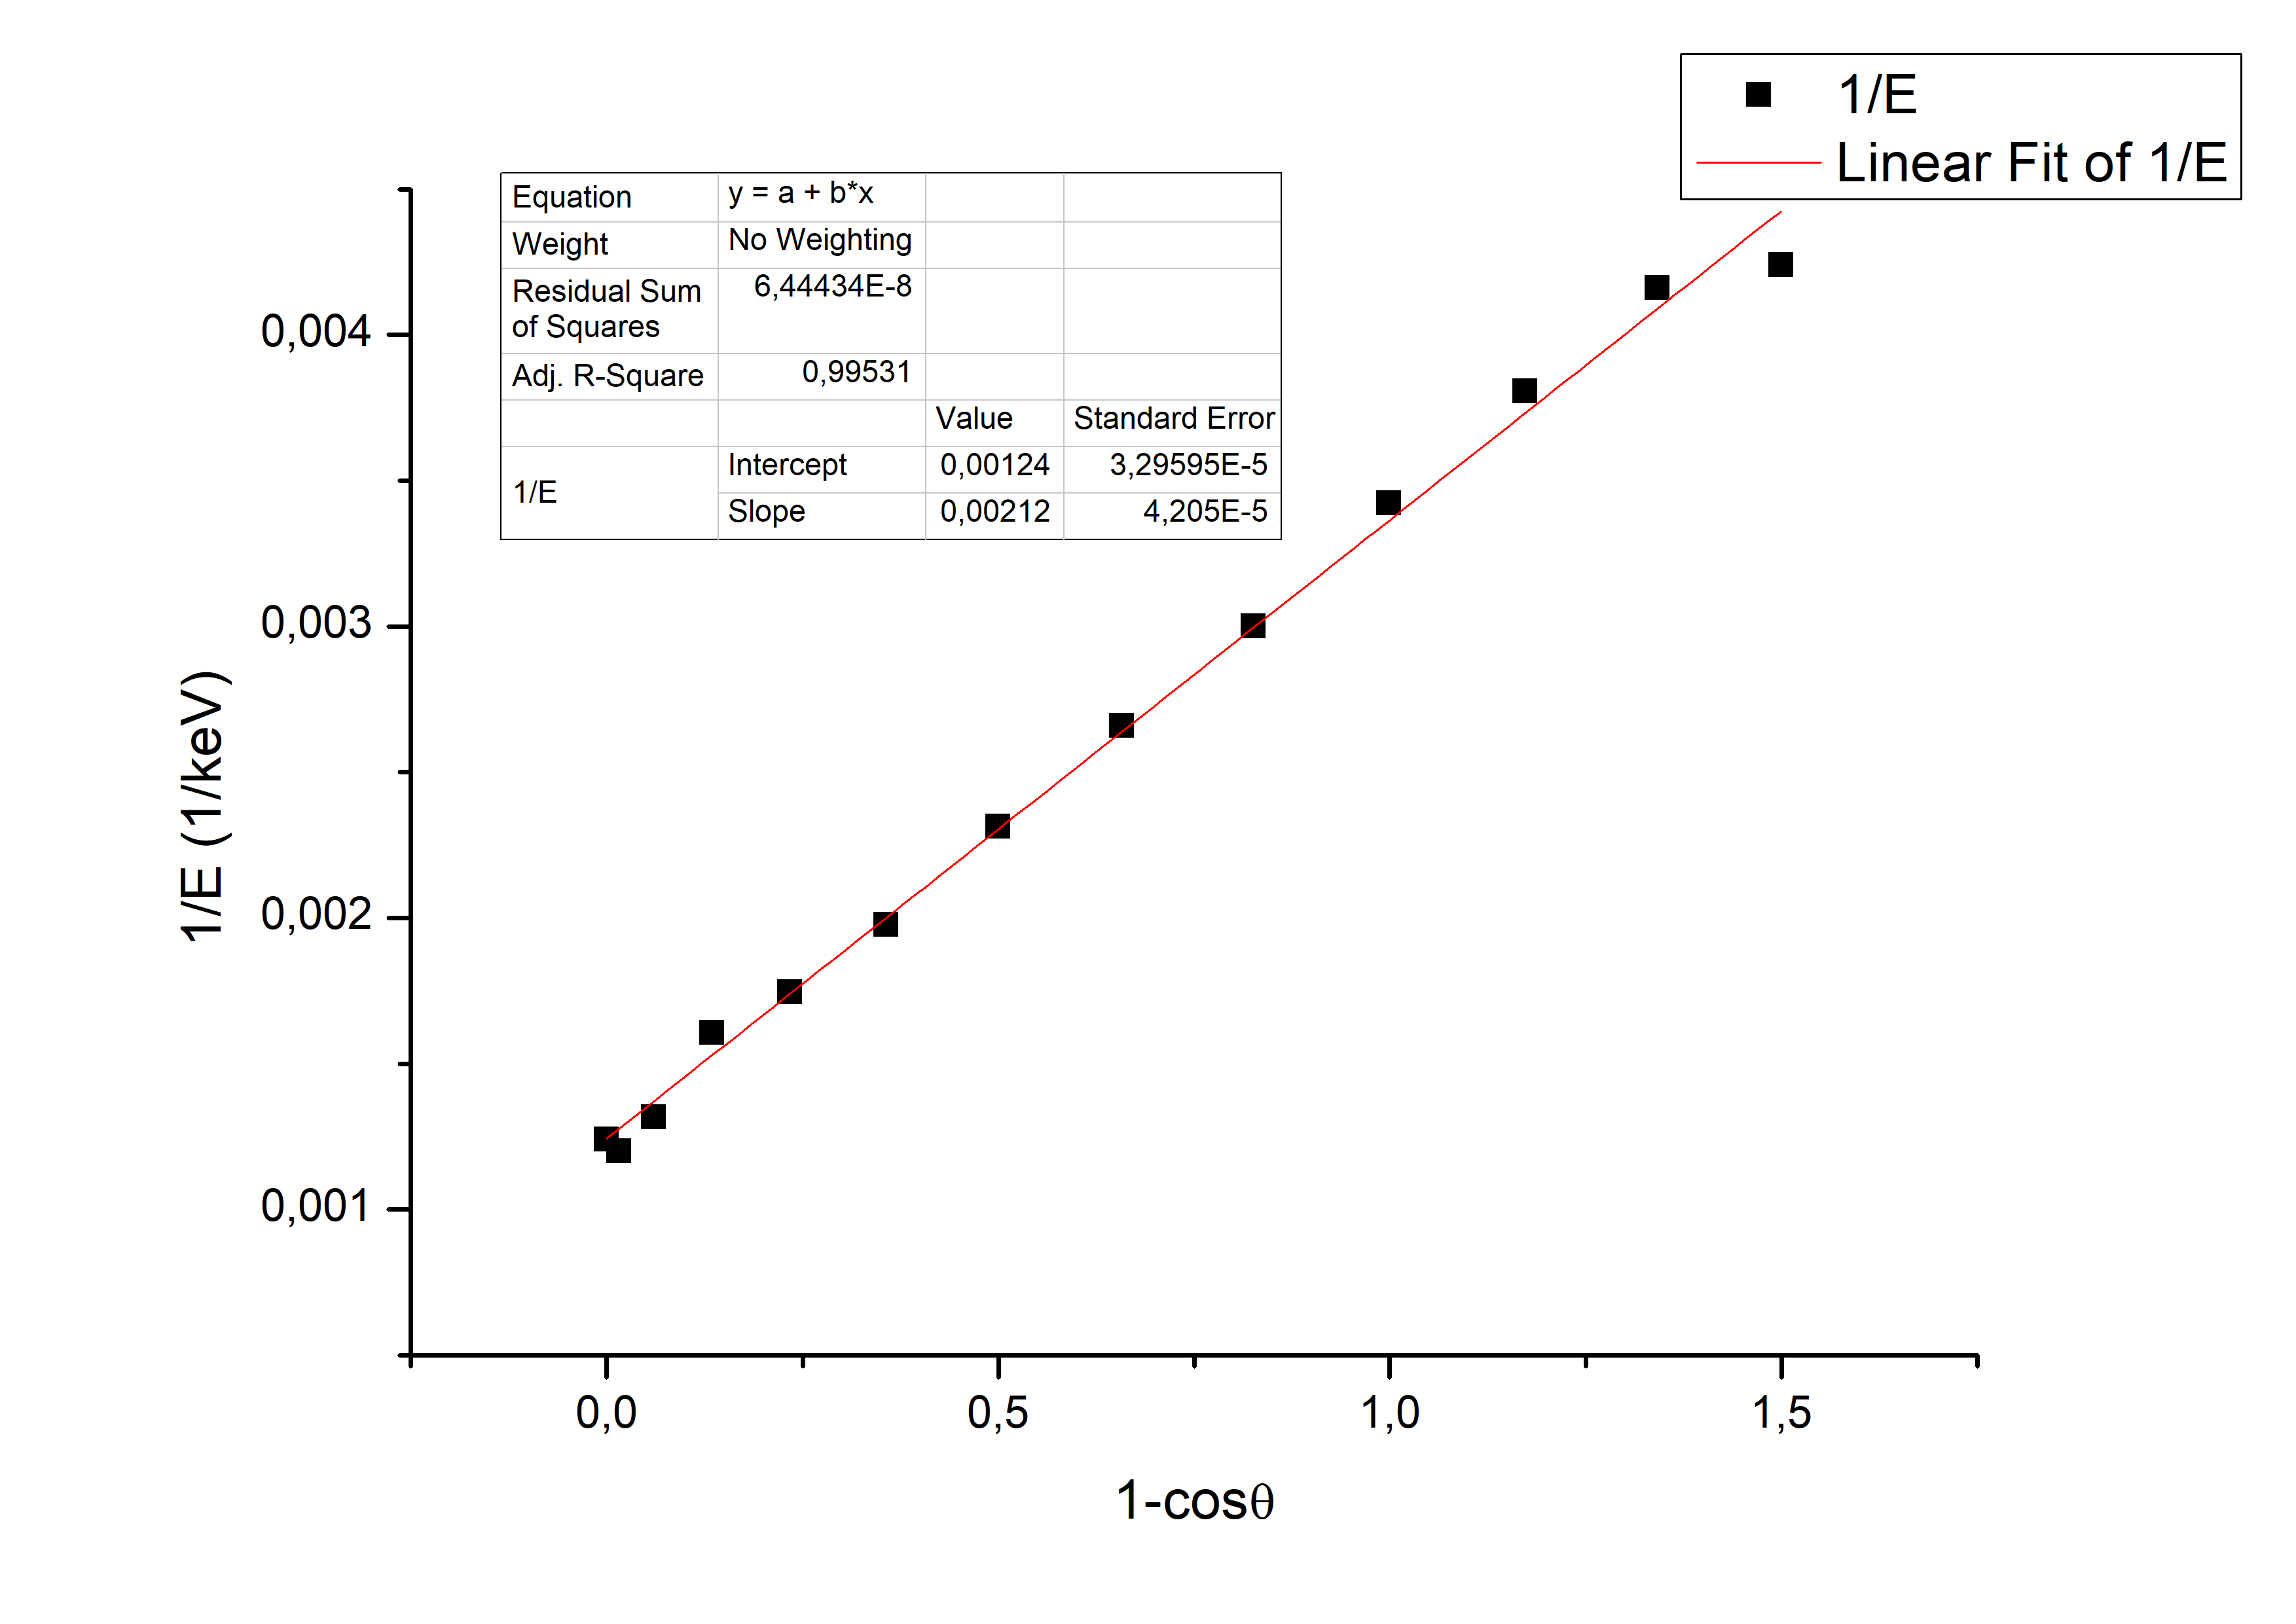 1/E
Linear Fit of 1/E
Equation y = a + b*x
Weight No Weighting
Residual Sum of Squares 6,44434E-8
Adj. R-Square 0,99531
Value Standard Error
1/E Intercept 0,00124 3,29595E-5
Slope 0,00212 4,205E-5
0,004
0,003
0,002
0,001
1/E (1/keV)
0,0 0,5 1,0 1,5
1-cosθ